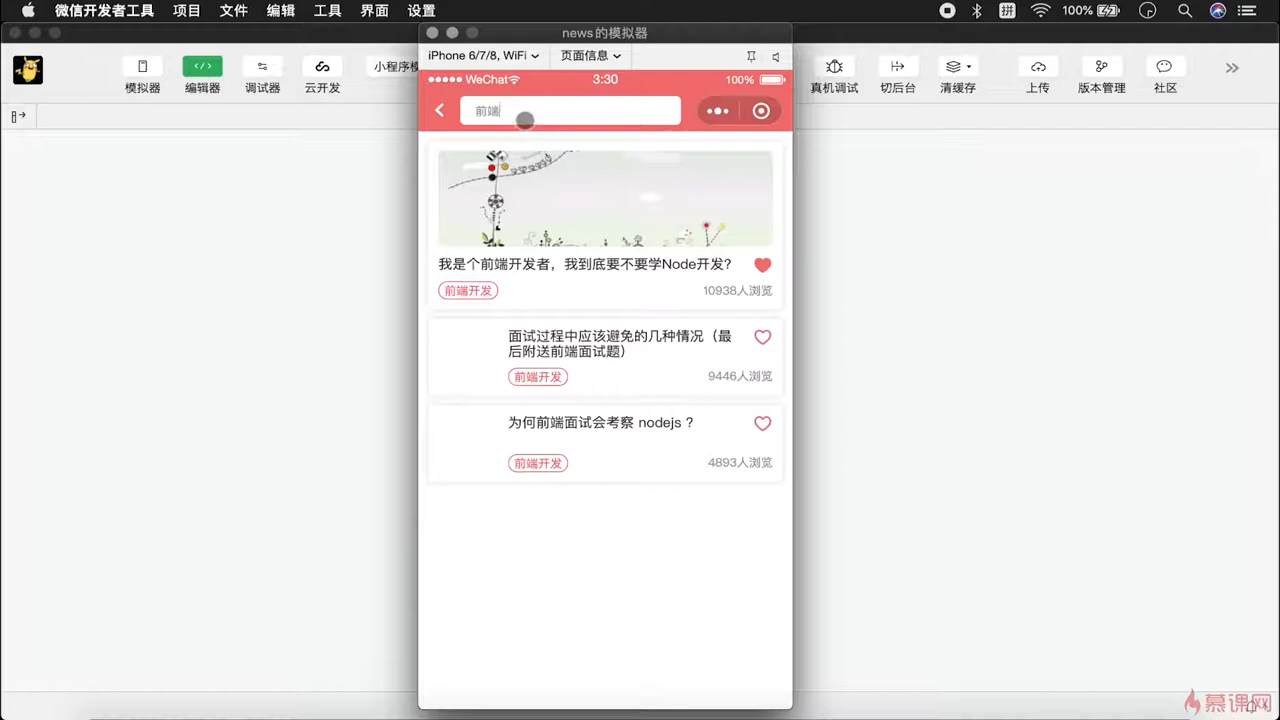 微信开发者工具 项目 文件 编辑 工具 界面 设置 拼 100%
news的模拟器
iPhone 6/7/8, WiFi 页面信息
模拟器 编辑器 调试器 云开发 小程序模 真机调试 切后台 清缓存 上传 版本管理 社区
WeChat 3:30 100%
前端
我是个前端开发者，我到底要不要学Node开发?
前端开发 10938人浏览
面试过程中应该避免的几种情况（最
后附送前端面试题）
前端开发 9446人浏览
为何前端面试会考察 nodejs ?
前端开发 4893人浏览
慕课网